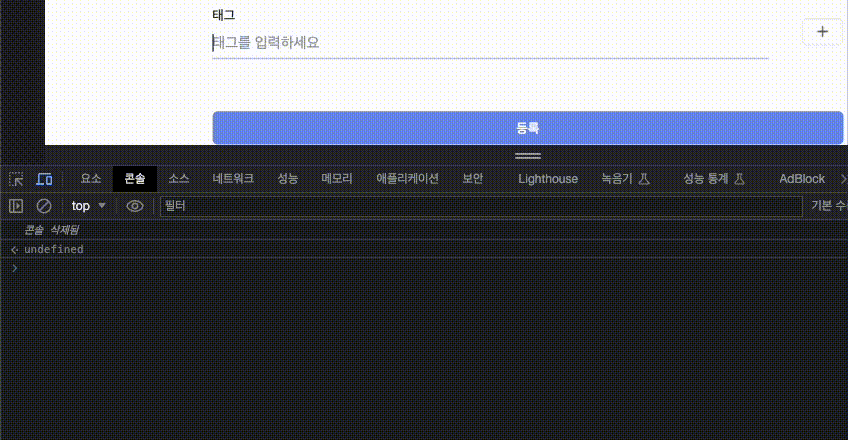 태그
태그를 입력하세요
+
등록
요소 콘솔 소스 네트워크 성능 메모리 애플리케이션 보안 Lighthouse 녹음기 성능 통계 AdBlock
top 필터 기본 수
콘솔 삭제됨
undefined